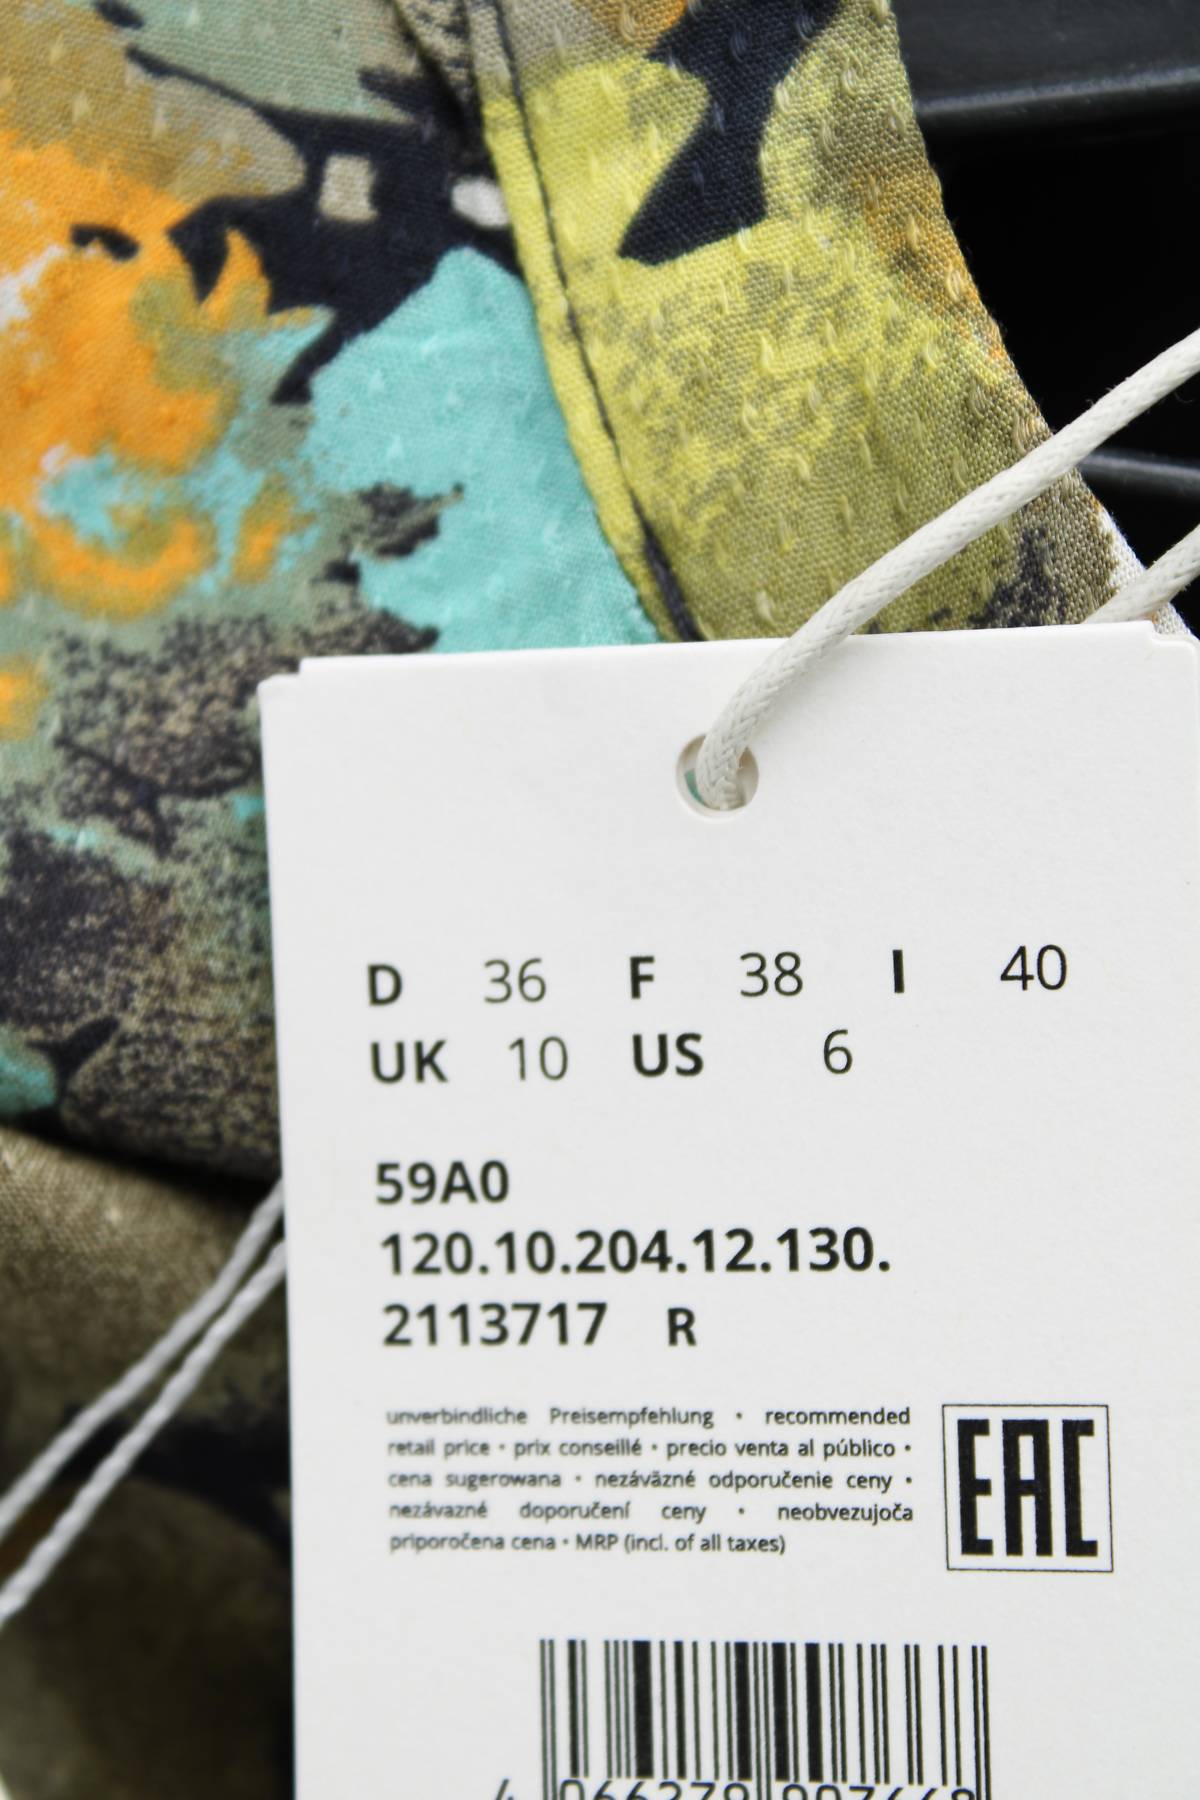 D 36 F 38 I 40
UK 10 US 6
59A0
120.10.204.12.130.
2113717 R
unverbindliche Preisempfehlung • recommended
retail price • prix conseillé • precio venta al público •
cena sugerowana • nezáväzné odporučenie ceny •
nezávazné doporučení ceny • neobvezujoča
priporočena cena • MRP (incl. of all taxes)
EAC